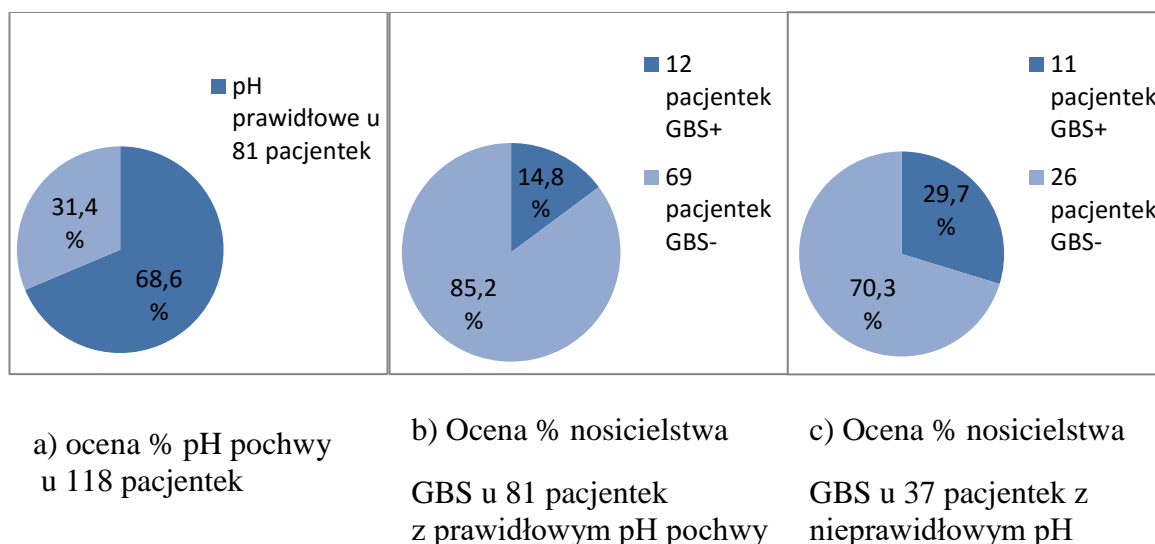 pH
prawidłowe u
81 pacjentek
31,4
%
68,6
%
12
pacjentek
GBS+
69
pacjentek
GBS-
14,8
%
85,2
%
11
pacjentek
GBS+
26
pacjentek
GBS-
29,7
%
70,3
%
a) ocena % pH pochwy
u 118 pacjentek
b) Ocena % nosicielstwa
GBS u 81 pacjentek
z prawidłowym pH pochwy
c) Ocena % nosicielstwa
GBS u 37 pacjentek z
nieprawidłowym pH